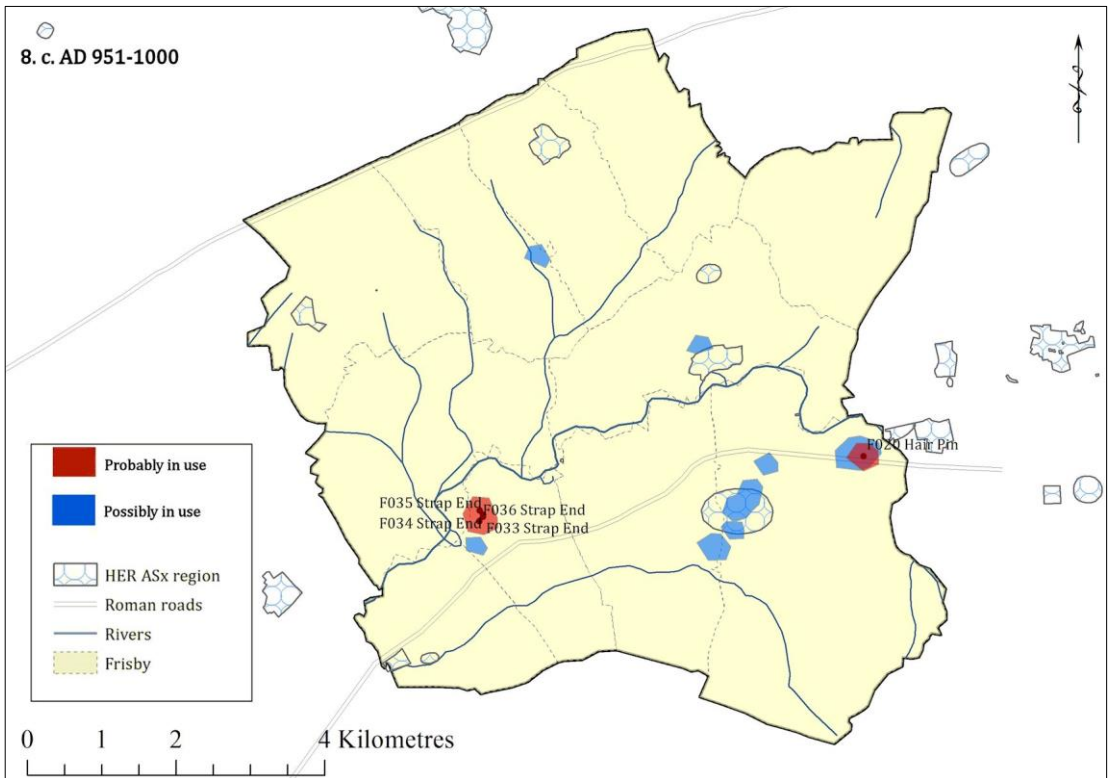 8. c. AD 951-1000
F020 Hair Pin
F035 Strap End
F036 Strap End
F034 Strap End
F033 Strap End
Probably in use
Possibly in use
HER ASx region
Roman roads
Rivers
Frisby
0 1 2 4 Kilometres